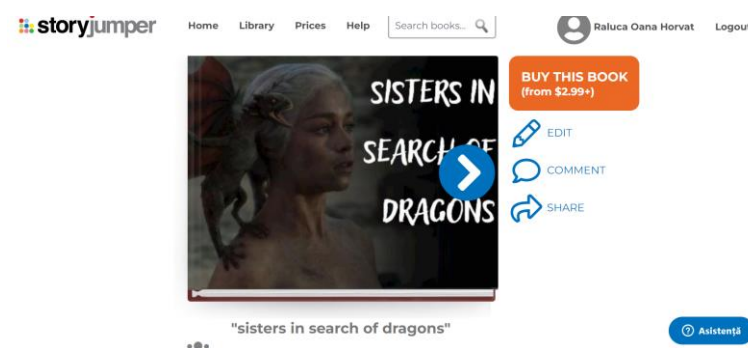 storyjumper
Home Library Prices Help Search books... Raluca Oana Horvat Logout
SISTERS IN
SEARCH OF
DRAGONS
BUY THIS BOOK
(from $2.99+)
EDIT
COMMENT
SHARE
"sisters in search of dragons"
Asistență